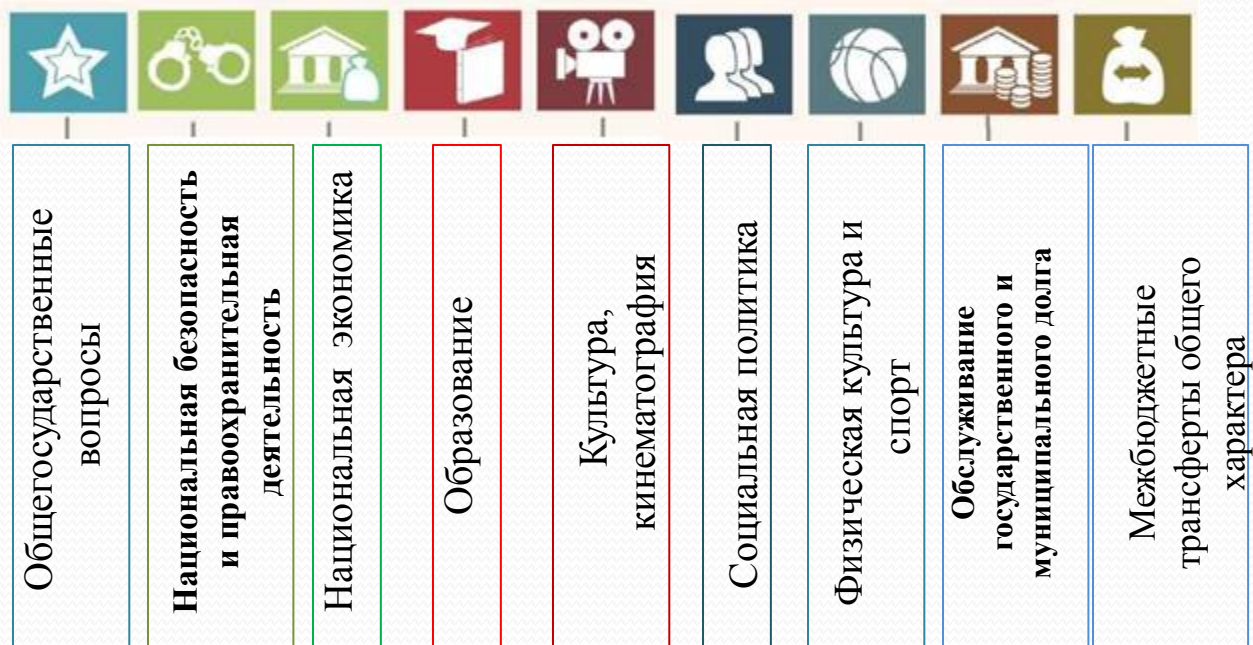 Общегосударственные
вопросы
Национальная безопасность
и правоохранительная
деятельность
Национальная экономика
Образование
Культура,
кинематография
Социальная политика
Физическая культура и
спорт
Обслуживание
государственного и
муниципального долга
Межбюджетные
трансферты общего
характера